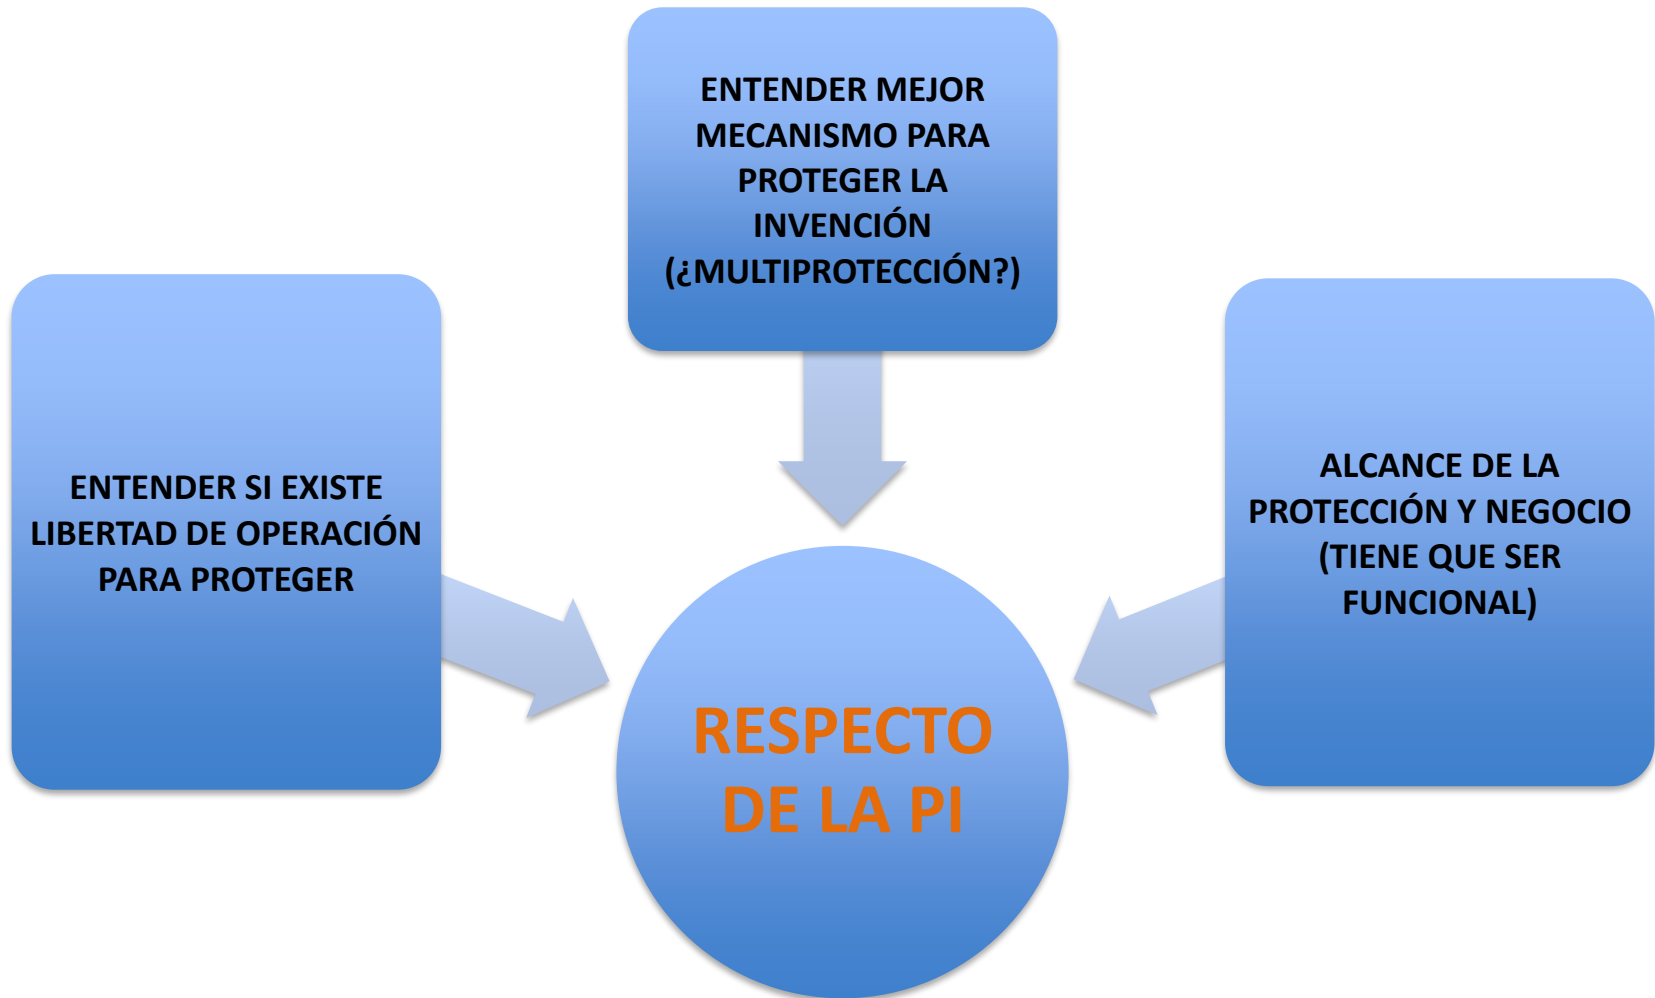 ENTENDER MEJOR
MECANISMO PARA
PROTEGER LA
INVENCIÓN
(¿MULTIPROTECCIÓN?)
ENTENDER SI EXISTE
LIBERTAD DE OPERACIÓN
PARA PROTEGER
ALCANCE DE LA
PROTECCIÓN Y NEGOCIO
(TIENE QUE SER
FUNCIONAL)
RESPECTO
DE LA PI